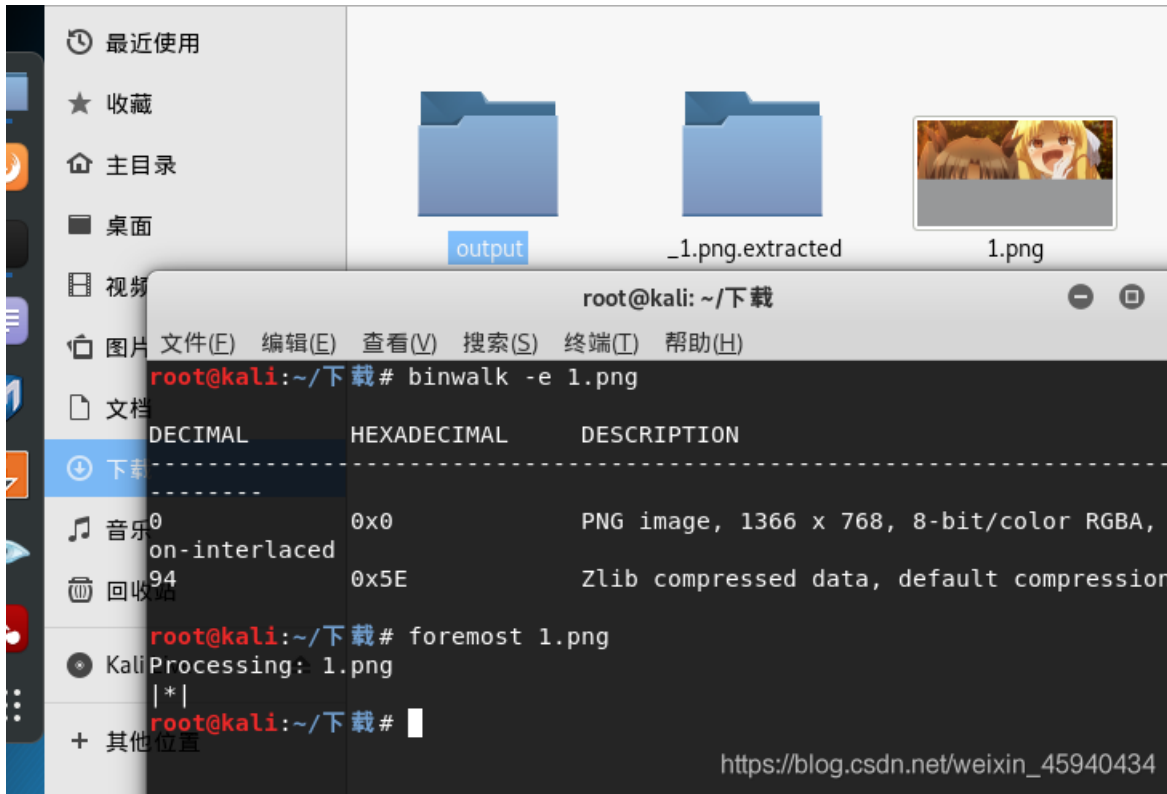 最近使用
收藏
主目录
桌面
视频
图片
文档
下载
音乐
回收站
Kali
其他位置
output
_1.png.extracted
1.png
root@kali: ~/下载
文件(F) 编辑(E) 查看(V) 搜索(S) 终端(T) 帮助(H)
root@kali:~/下载# binwalk -e 1.png
DECIMAL HEXADECIMAL DESCRIPTION
--------------------------------------------------------------------------------
0 0x0 PNG image, 1366 x 768, 8-bit/color RGBA,
on-interlaced
94 0x5E Zlib compressed data, default compression
root@kali:~/下载# foremost 1.png
Processing: 1.png
|*|
root@kali:~/下载#
https://blog.csdn.net/weixin_45940434